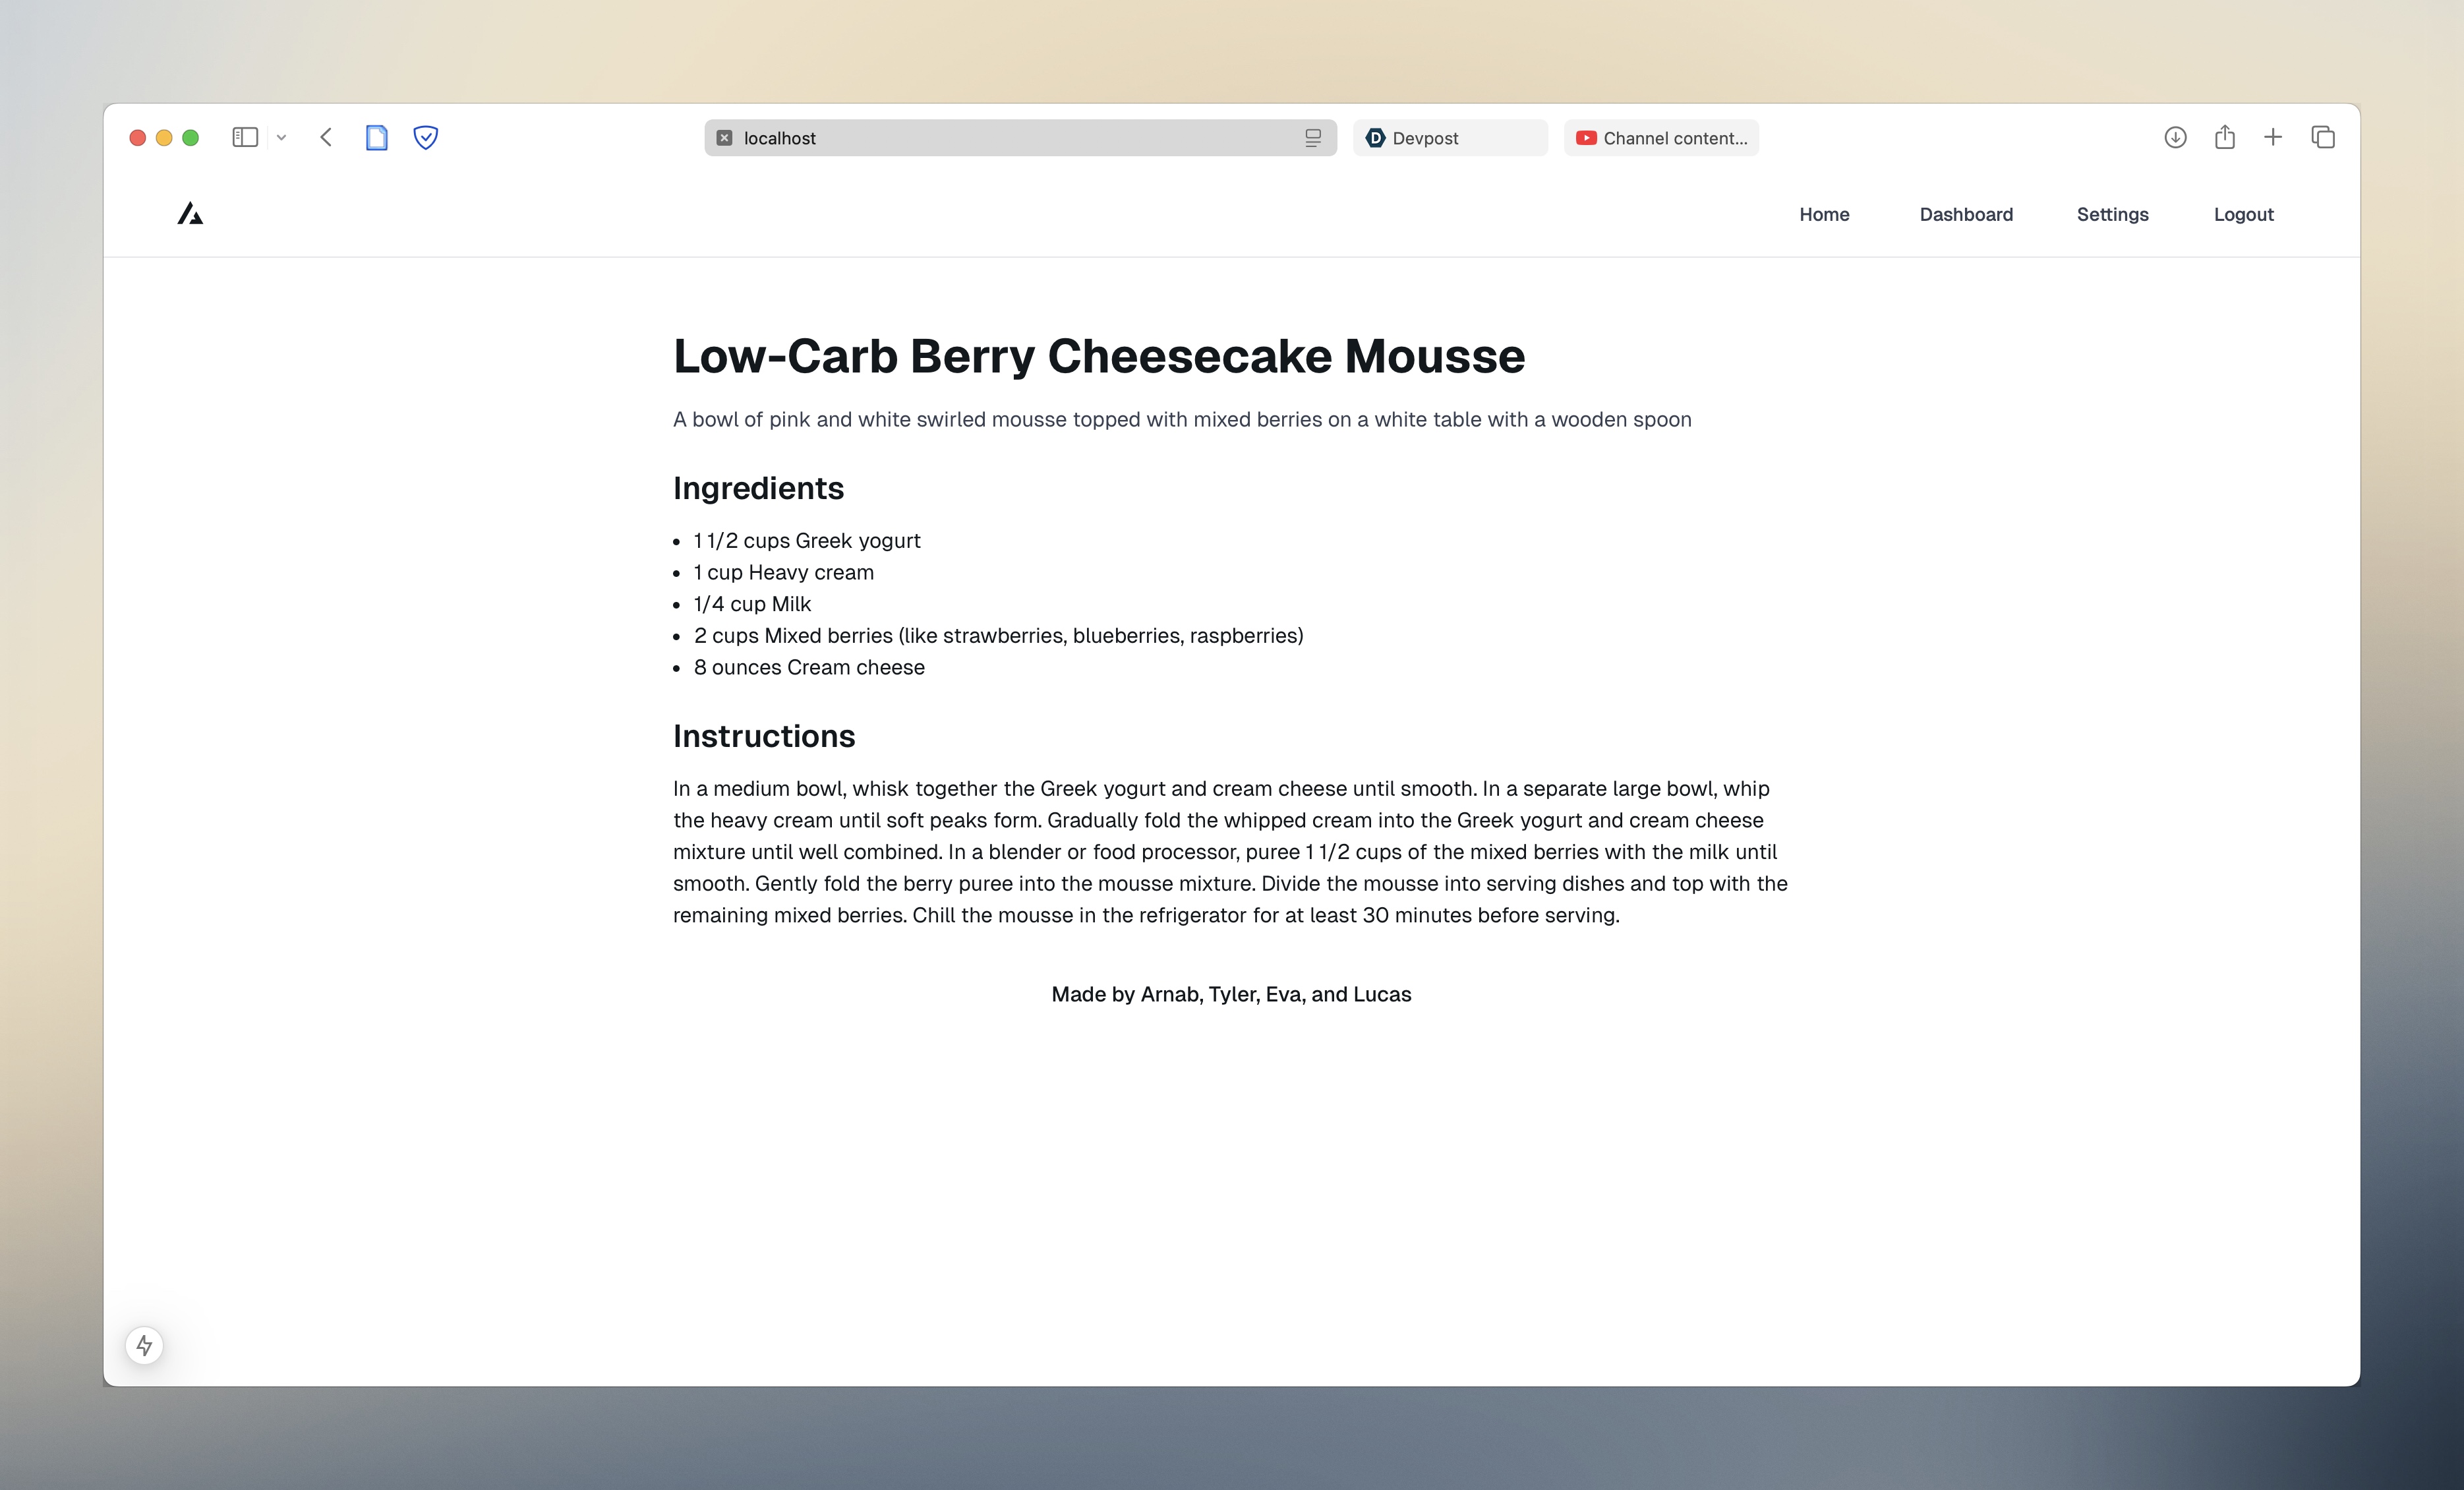 localhost
Devpost
Channel content...
Home Dashboard Settings Logout
Low-Carb Berry Cheesecake Mousse
A bowl of pink and white swirled mousse topped with mixed berries on a white table with a wooden spoon
Ingredients
• 1 1/2 cups Greek yogurt
• 1 cup Heavy cream
• 1/4 cup Milk
• 2 cups Mixed berries (like strawberries, blueberries, raspberries)
• 8 ounces Cream cheese
Instructions
In a medium bowl, whisk together the Greek yogurt and cream cheese until smooth. In a separate large bowl, whip
the heavy cream until soft peaks form. Gradually fold the whipped cream into the Greek yogurt and cream cheese
mixture until well combined. In a blender or food processor, puree 1 1/2 cups of the mixed berries with the milk until
smooth. Gently fold the berry puree into the mousse mixture. Divide the mousse into serving dishes and top with the
remaining mixed berries. Chill the mousse in the refrigerator for at least 30 minutes before serving.
Made by Arnab, Tyler, Eva, and Lucas